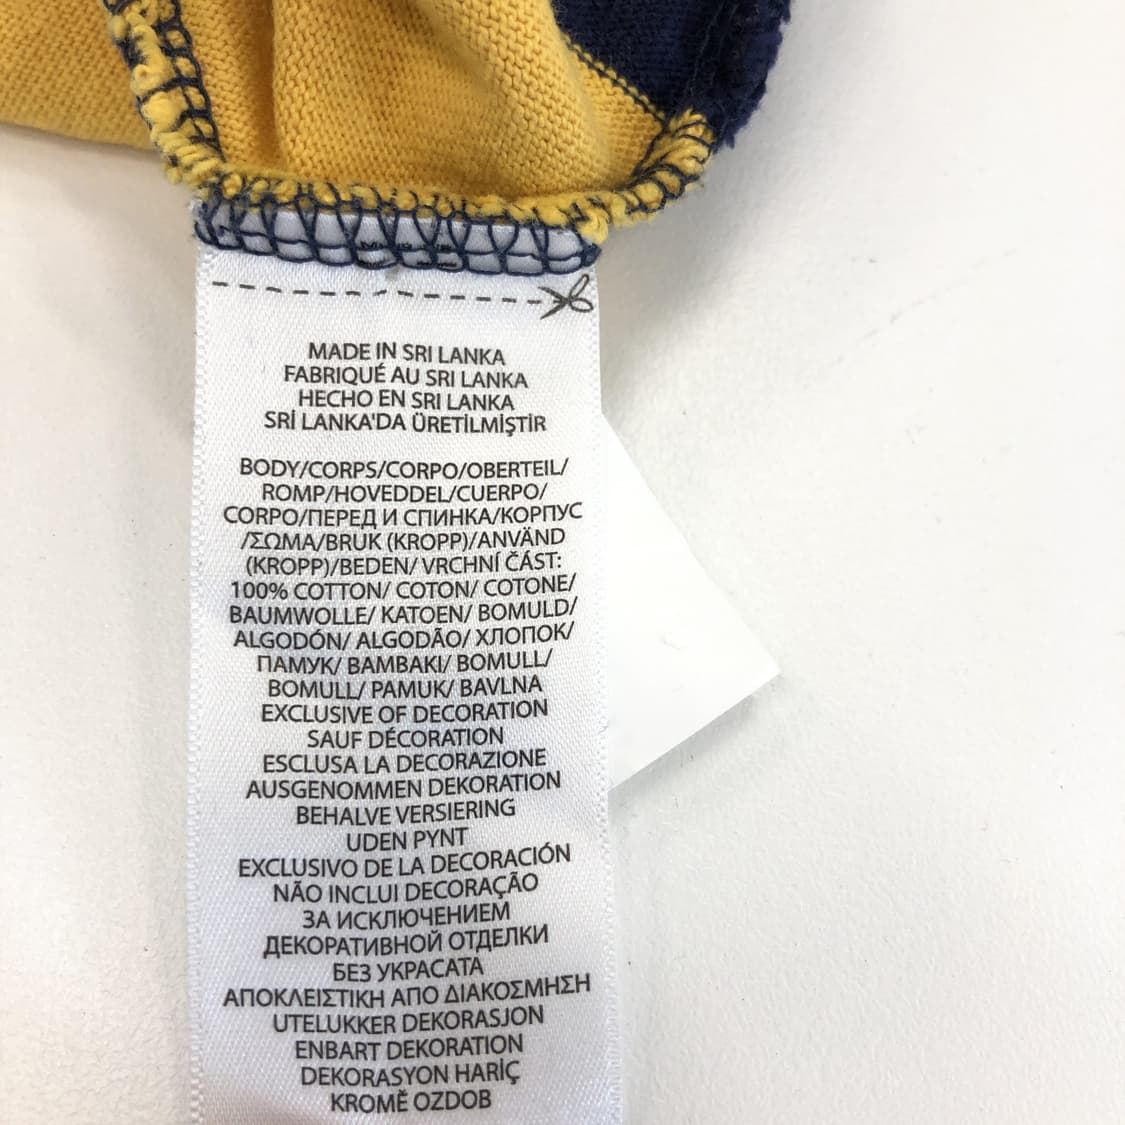 MADE IN SRI LANKA
FABRIQUÉ AU SRI LANKA
HECHO EN SRI LANKA
SRİ LANKA'DA ÜRETİLMİŞTİR
BODY/CORPS/CORPO/OBERTEIL/
ROMP/HOVEDDEL/CUERPO/
CORPO/ПЕРЕД И СПИНКА/КОРПУС
/ΣΩΜΑ/BRUK (KROPP)/ANVÄND
(KROPP)/BEDEN/ VRCHNÍ ČÁST:
100% COTTON/ COTON/ COTONE/
BAUMWOLLE/ KATOEN/ BOMULD/
ALGODÓN/ ALGODÃO/ ХЛОПОК/
ПАМУК/ BAMBAKI/ BOMULL/
BOMULL/ PAMUK/ BAVLNA
EXCLUSIVE OF DECORATION
SAUF DÉCORATION
ESCLUSA LA DECORAZIONE
AUSGENOMMEN DEKORATION
BEHALVE VERSIERING
UDEN PYNT
EXCLUSIVO DE LA DECORACIÓN
NÃO INCLUI DECORAÇÃO
ЗА ИСКЛЮЧЕНИЕМ
ДЕКОРАТИВНОЙ ОТДЕЛКИ
БЕЗ УКРАСАТА
ΑΠΟΚΛΕΙΣΤΙΚΗ ΑΠΟ ΔΙΑΚΟΣΜΗΣΗ
UTELUKKER DEKORASJON
ENBART DEKORATION
DEKORASYON HARİÇ
KROMĚ OZDOB